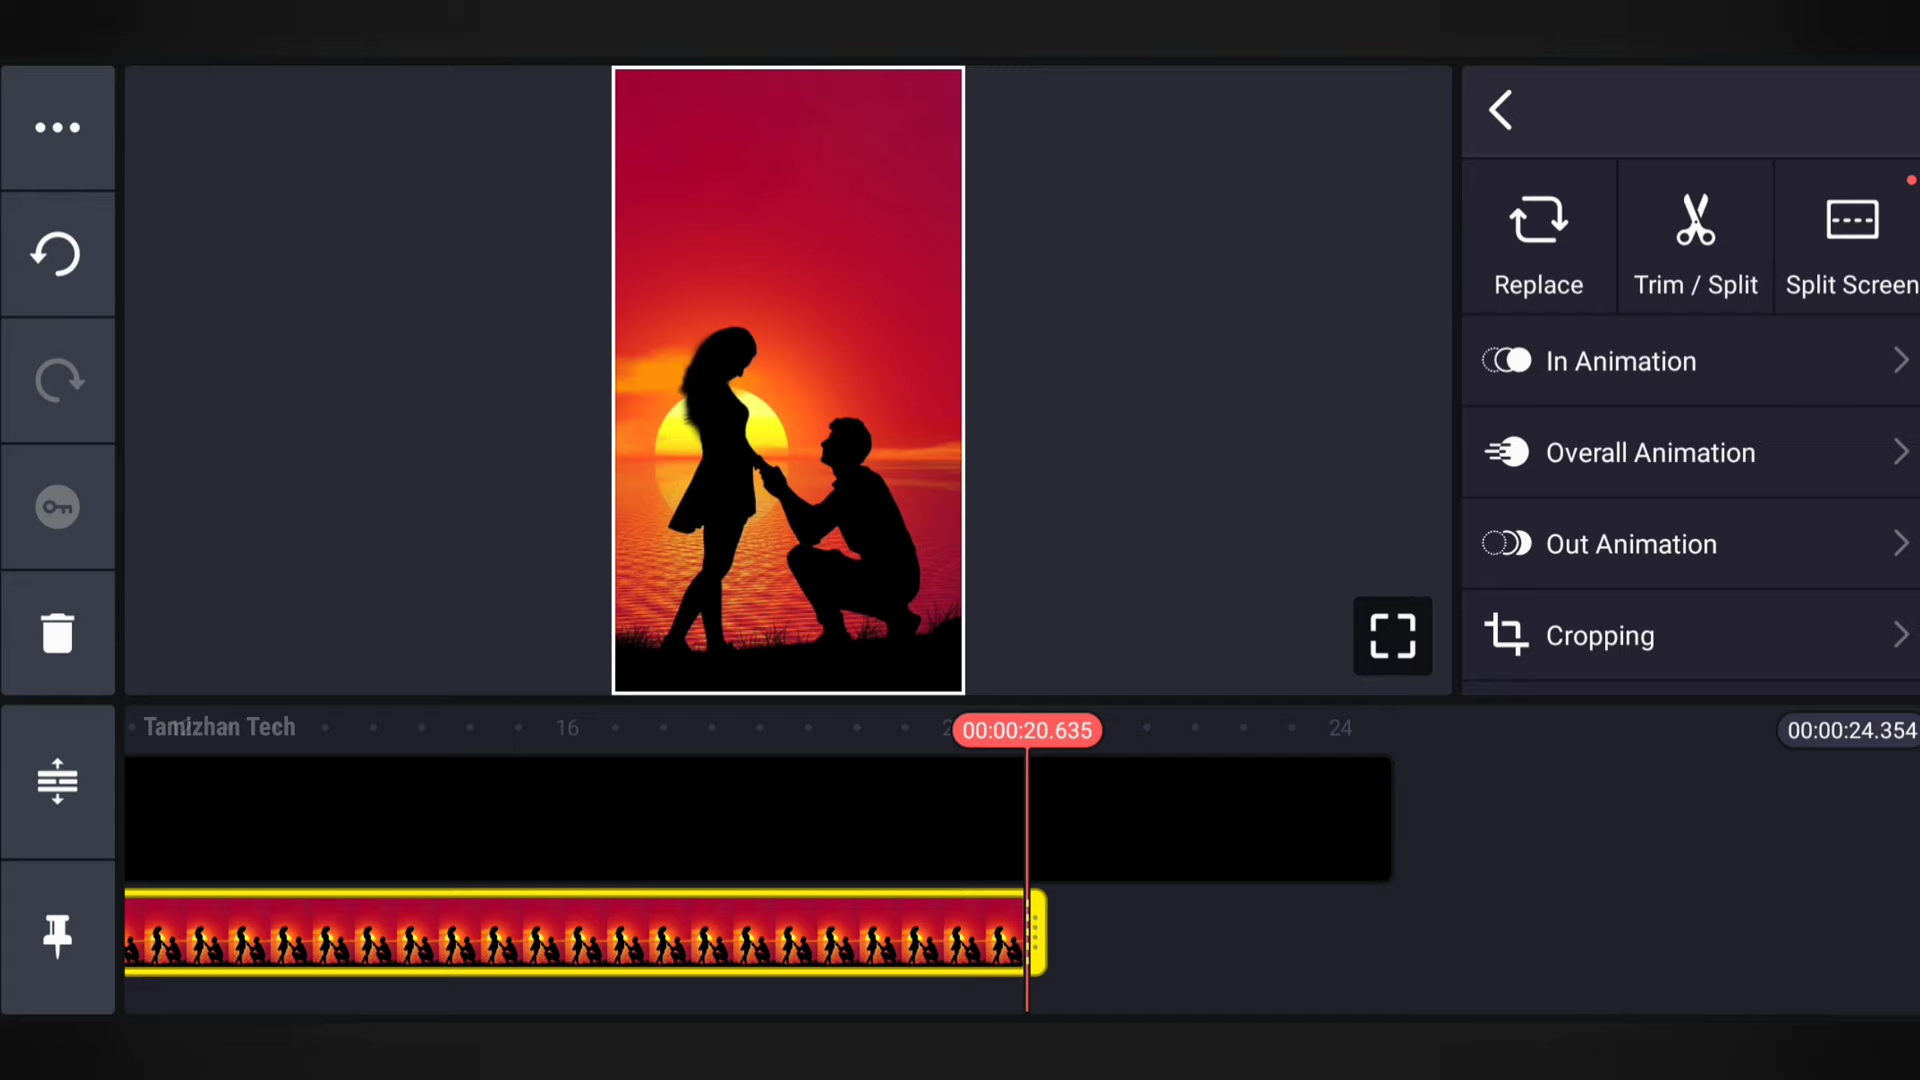 Replace
Trim / Split
Split Screen
In Animation
Overall Animation
Out Animation
Cropping
Tamizhan Tech
16
00:00:20.635
24
00:00:24.354